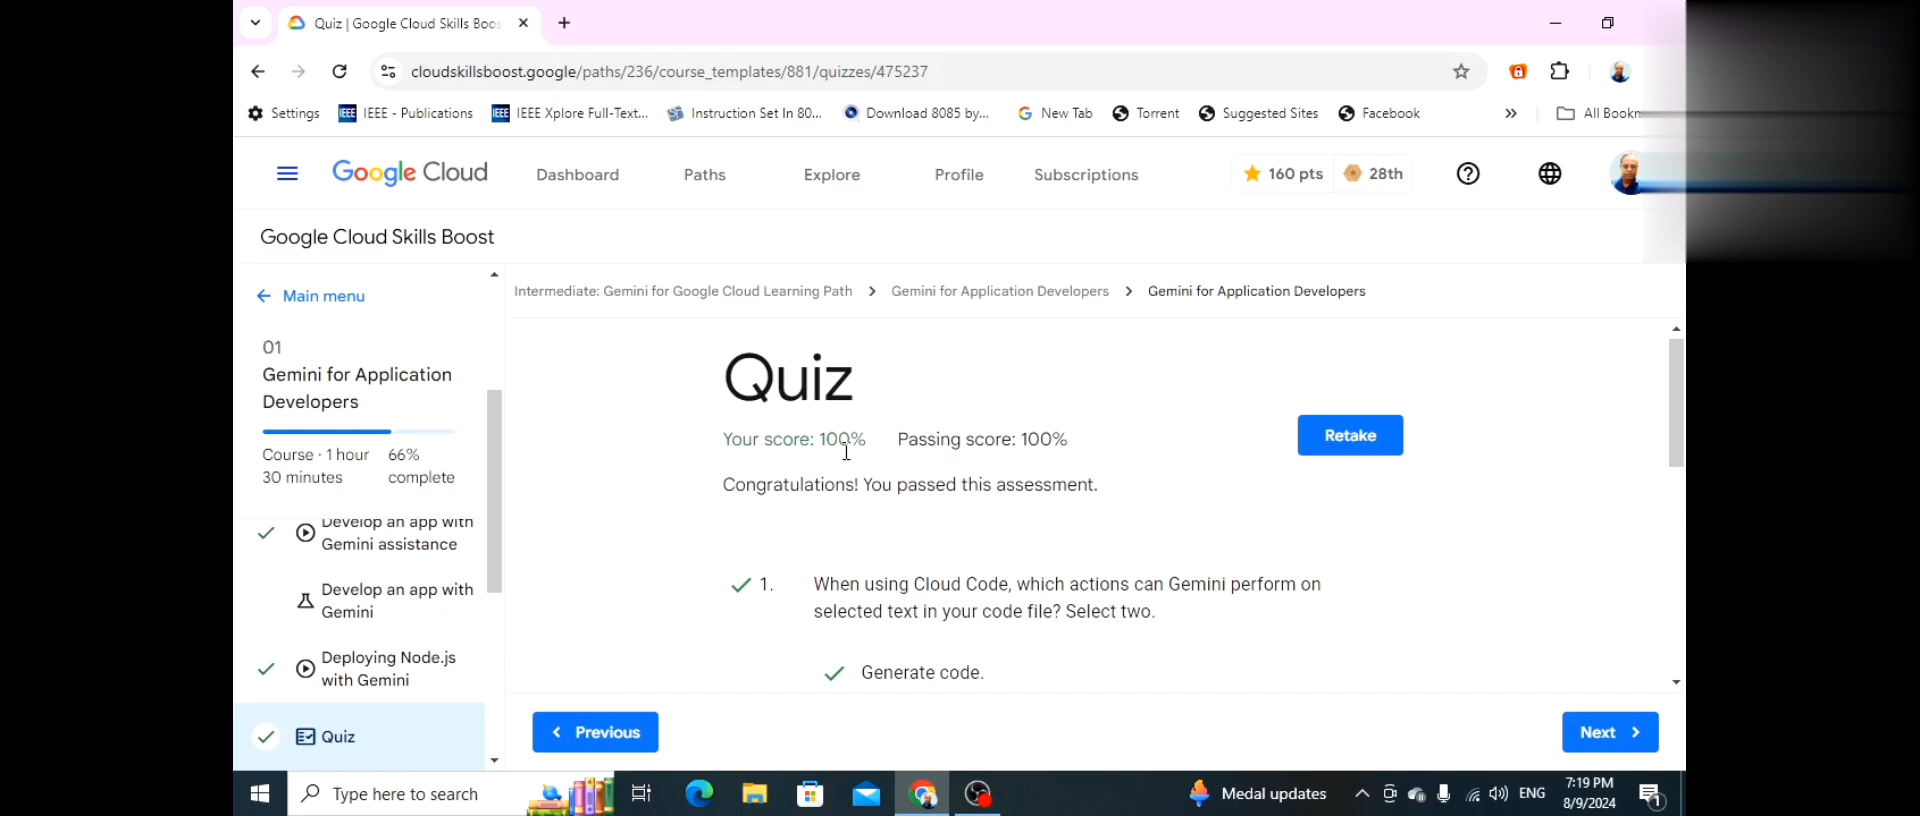 Quiz | Google Cloud Skills Boos
cloudskillsboost.google/paths/236/course_templates/881/quizzes/475237
Settings IEEE - Publications IEEE Xplore Full-Text... Instruction Set In 80... Download 8085 by... New Tab Torrent Suggested Sites Facebook » All Bookm
Google Cloud Dashboard Paths Explore Profile Subscriptions 160 pts 28th
Google Cloud Skills Boost
Main menu
Intermediate: Gemini for Google Cloud Learning Path > Gemini for Application Developers > Gemini for Application Developers
01
Gemini for Application
Developers
Course · 1 hour
30 minutes
66%
complete
Develop an app with
Gemini assistance
Develop an app with
Gemini
Deploying Node.js
with Gemini
Quiz
Quiz
Your score: 100% Passing score: 100%
Retake
Congratulations! You passed this assessment.
1. When using Cloud Code, which actions can Gemini perform on
selected text in your code file? Select two.
Generate code.
Previous
Next
Type here to search
Medal updates
ENG
7:19 PM
8/9/2024
1